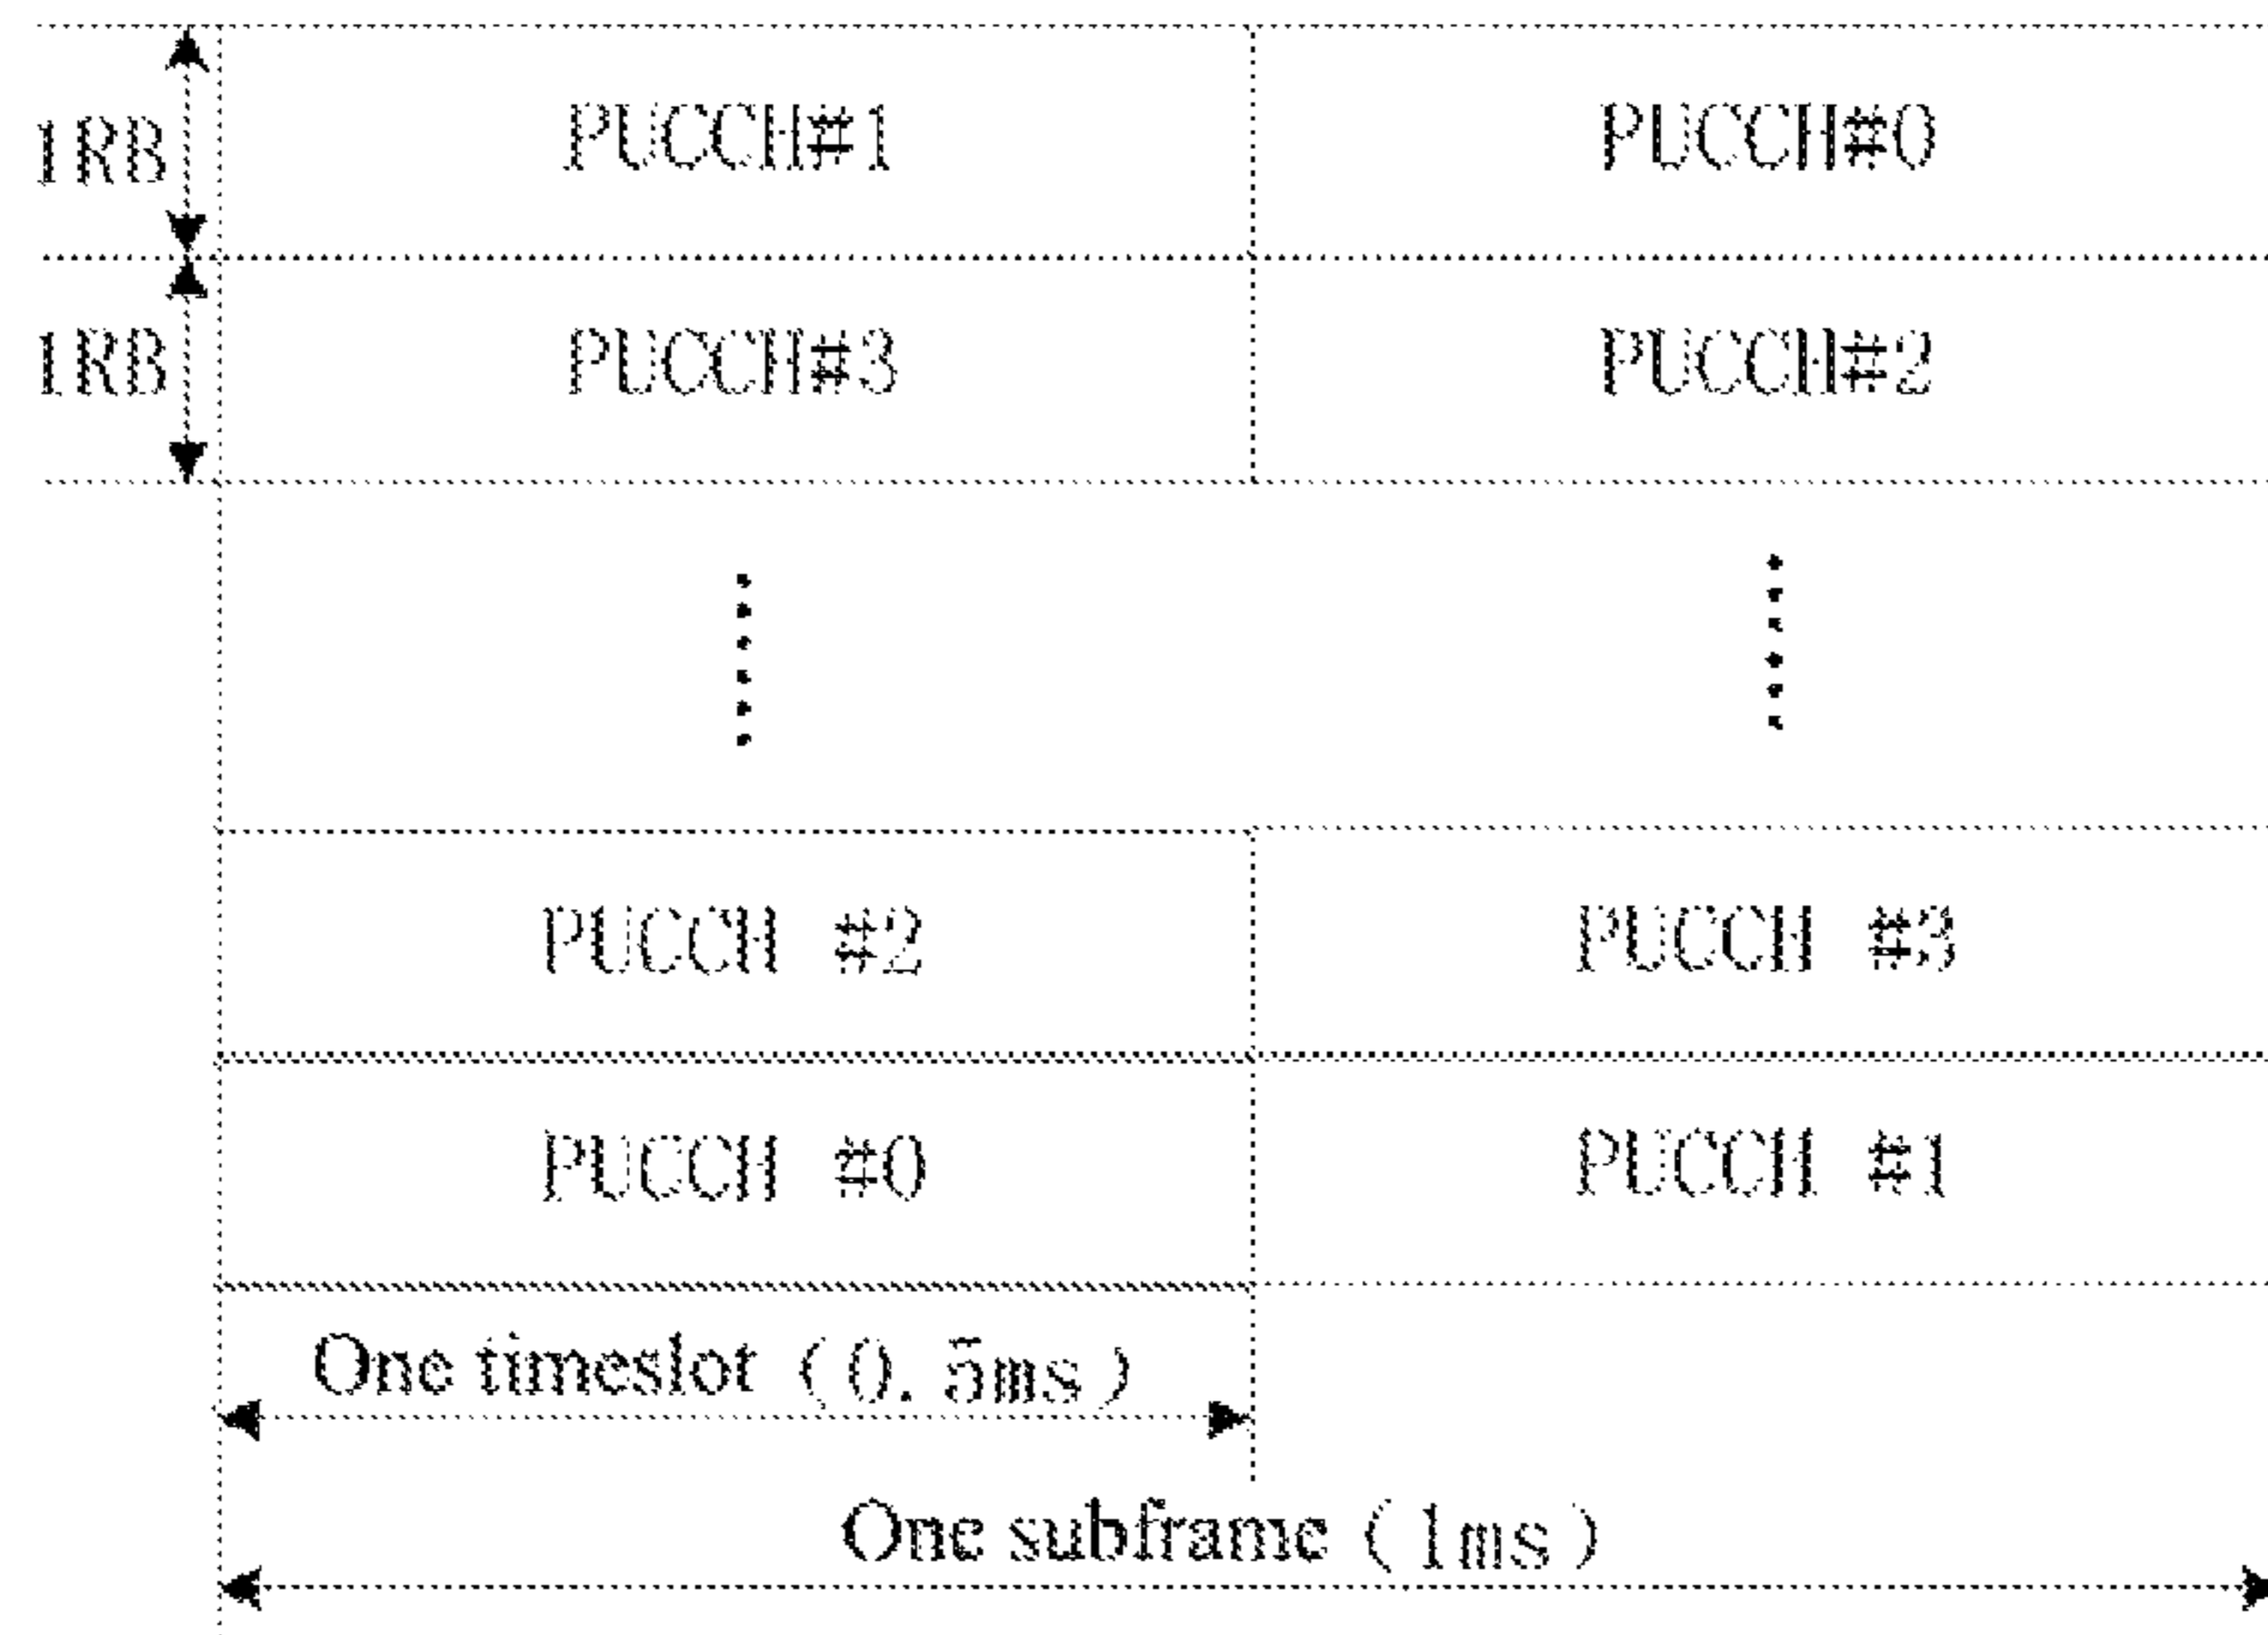 1RB PUCCH#1 PUCCH#0
1RB PUCCH#3 PUCCH#2
PUCCH #2 PUCCH #3
PUCCH #0 PUCCH #1
One timeslot (0.5ms)
One subframe (1ms)